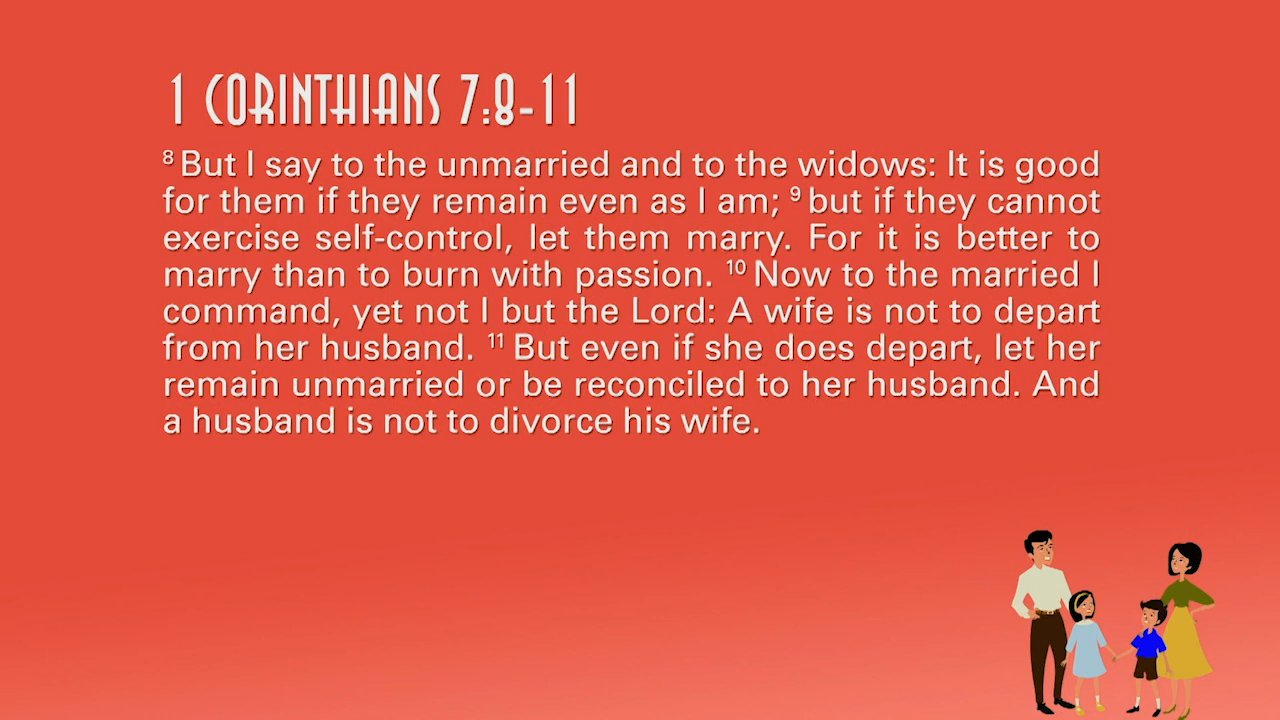 1 CORINTHIANS 7:8-11
⁸ But I say to the unmarried and to the widows: It is good
for them if they remain even as I am; ⁹ but if they cannot
exercise self-control, let them marry. For it is better to
marry than to burn with passion. ¹⁰ Now to the married I
command, yet not I but the Lord: A wife is not to depart
from her husband. ¹¹ But even if she does depart, let her
remain unmarried or be reconciled to her husband. And
a husband is not to divorce his wife.